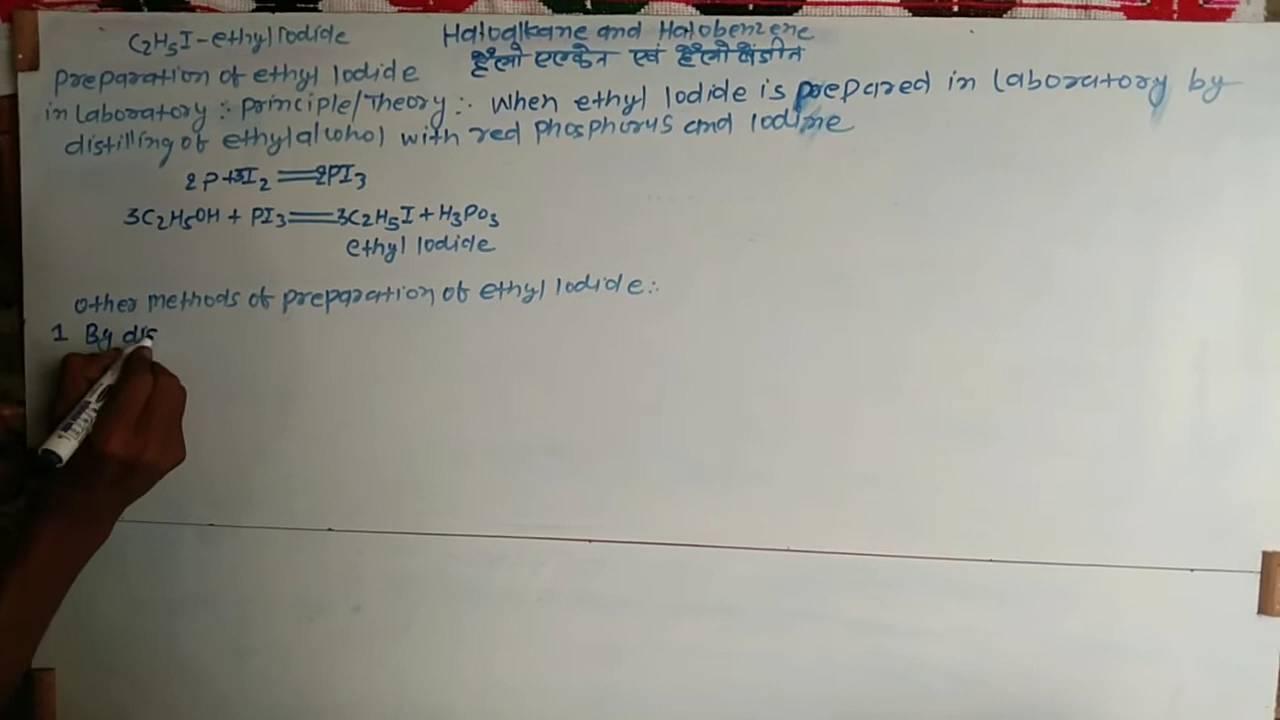 C2H5I-ethyl Iodide
Haloalkane and Halobenzene
हैलो एल्केन एवं हैलो बेंजीन
preparation of ethyl Iodide
in laboratory :- principle/Theory :- When ethyl Iodide is prepared in Laboratory by
distilling of ethylalcohol with red phosphorus and Iodine
2P+3I2=2PI3
3C2H5OH + PI3=3C2H5I+H3PO3
ethyl Iodide
Other methods of preparation of ethyl Iodide:-
1 By dis